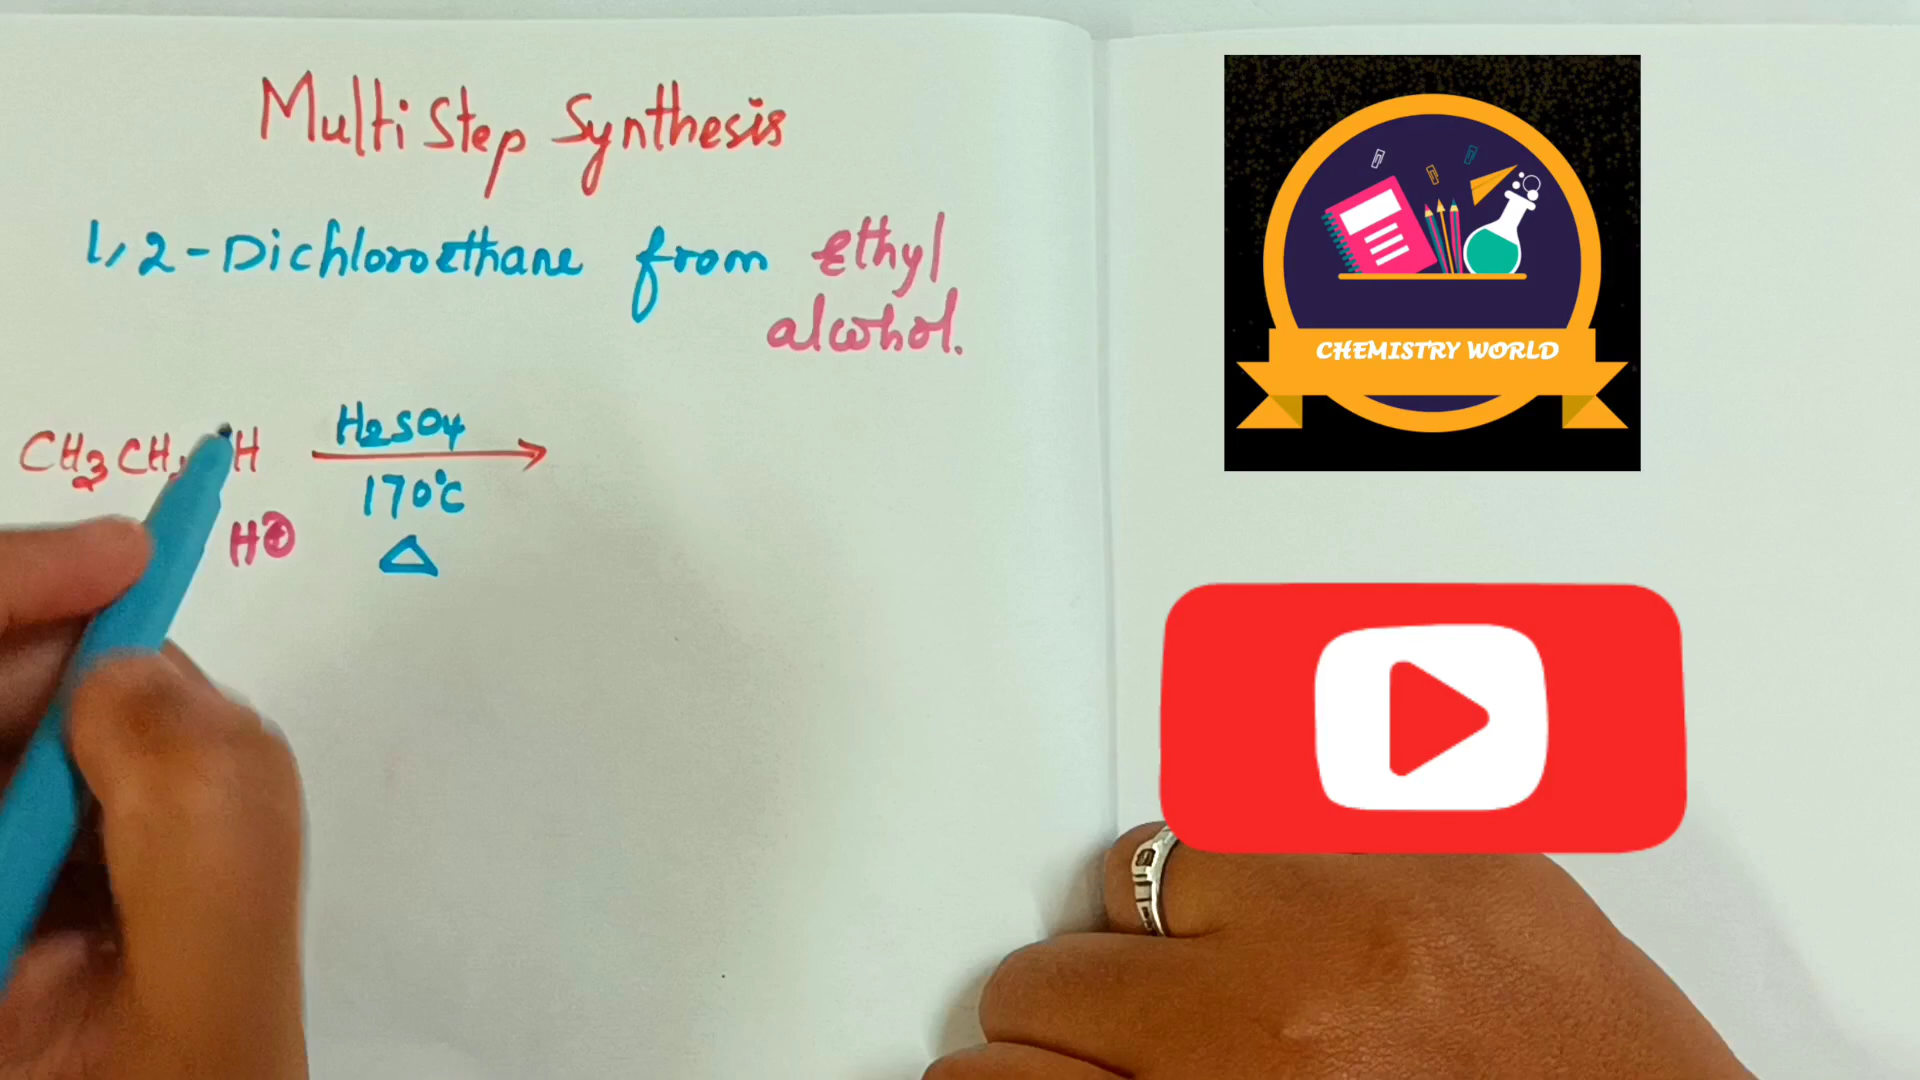 Multi Step Synthesis
1,2-Dichloroethane from ethyl
alcohol.
H2SO4
CH3CH H
170°C
H⊕
Δ
CHEMISTRY WORLD